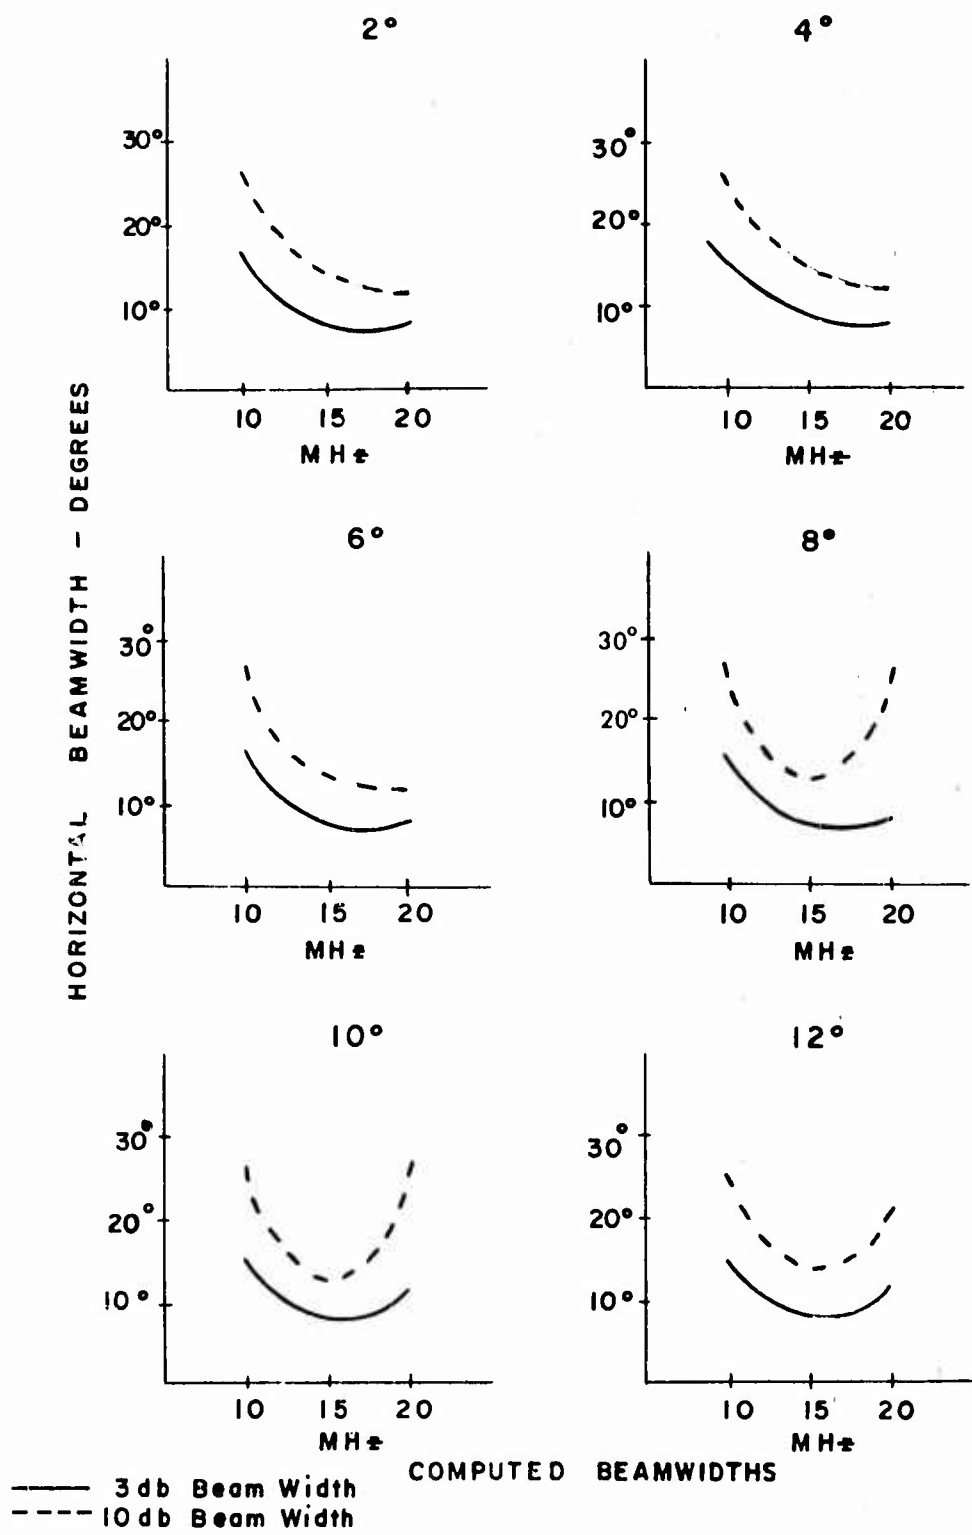 2° 4°
30° 30°
20° 20°
10° 10°
10 15 20 10 15 20
MHz MHz
HORIZONTAL BEAMWIDTH - DEGREES
6° 8°
30° 30°
20° 20°
10° 10°
10 15 20 10 15 20
MHz MHz
10° 12°
30° 30°
20° 20°
10° 10°
10 15 20 10 15 20
MHz MHz
COMPUTED BEAMWIDTHS
3 db Beam Width
10 db Beam Width